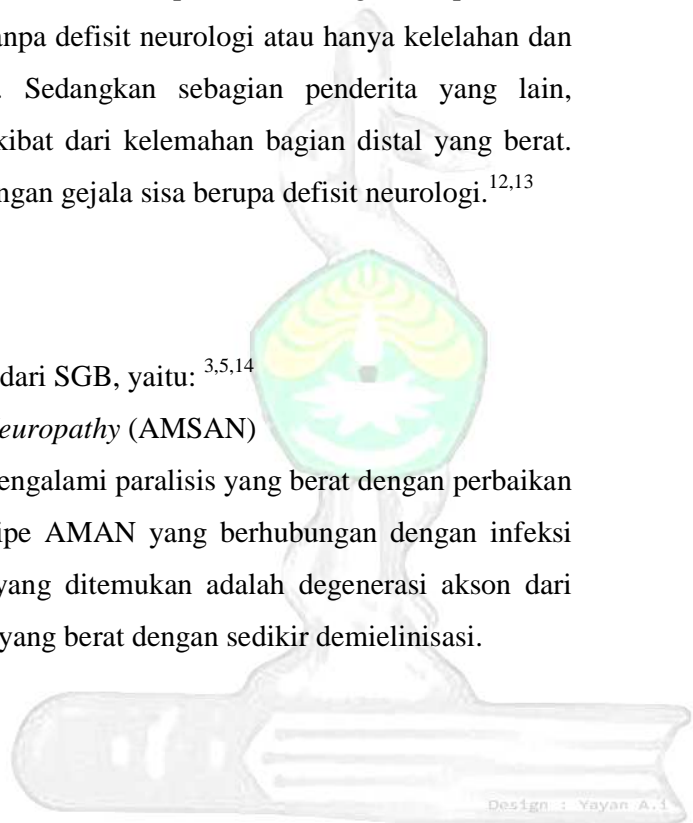 anpa defisit neurologi atau hanya kelelahan dan
Sedangkan sebagian penderita yang lain,
kibat dari kelemahan bagian distal yang berat.
ngan gejala sisa berupa defisit neurologi.12,13
dari SGB, yaitu: 3,5,14
europathy (AMSAN)
engalami paralisis yang berat dengan perbaikan
ipe AMAN yang berhubungan dengan infeksi
yang ditemukan adalah degenerasi akson dari
yang berat dengan sedikir demielinisasi.
Design : Yayan A.I